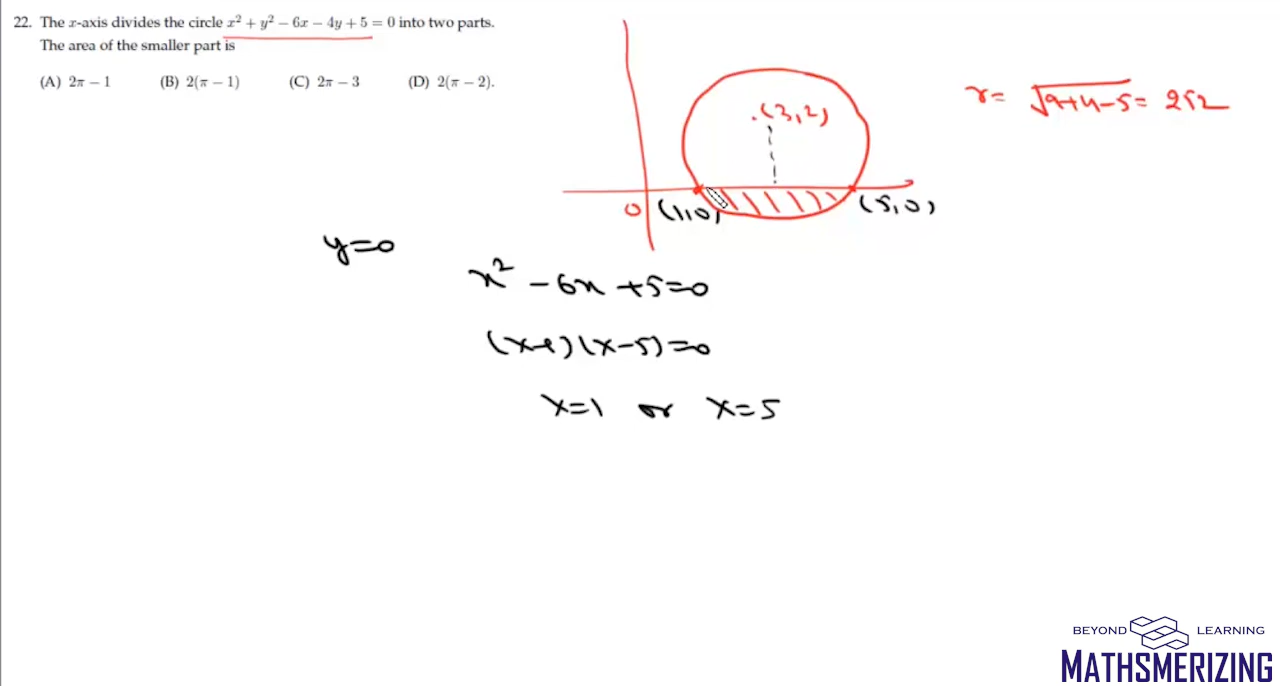 22. The x-axis divides the circle x² + y² − 6x − 4y + 5 = 0 into two parts.
The area of the smaller part is
(A) 2π − 1 (B) 2(π − 1) (C) 2π − 3 (D) 2(π − 2).
r = √9+4−5 = 2√2
.(3,2)
0 (1,0) (5,0)
y=0
x² − 6x + 5=0
(x−1)(x−5)=0
x=1 or x=5
BEYOND LEARNING
MATHSMERIZING